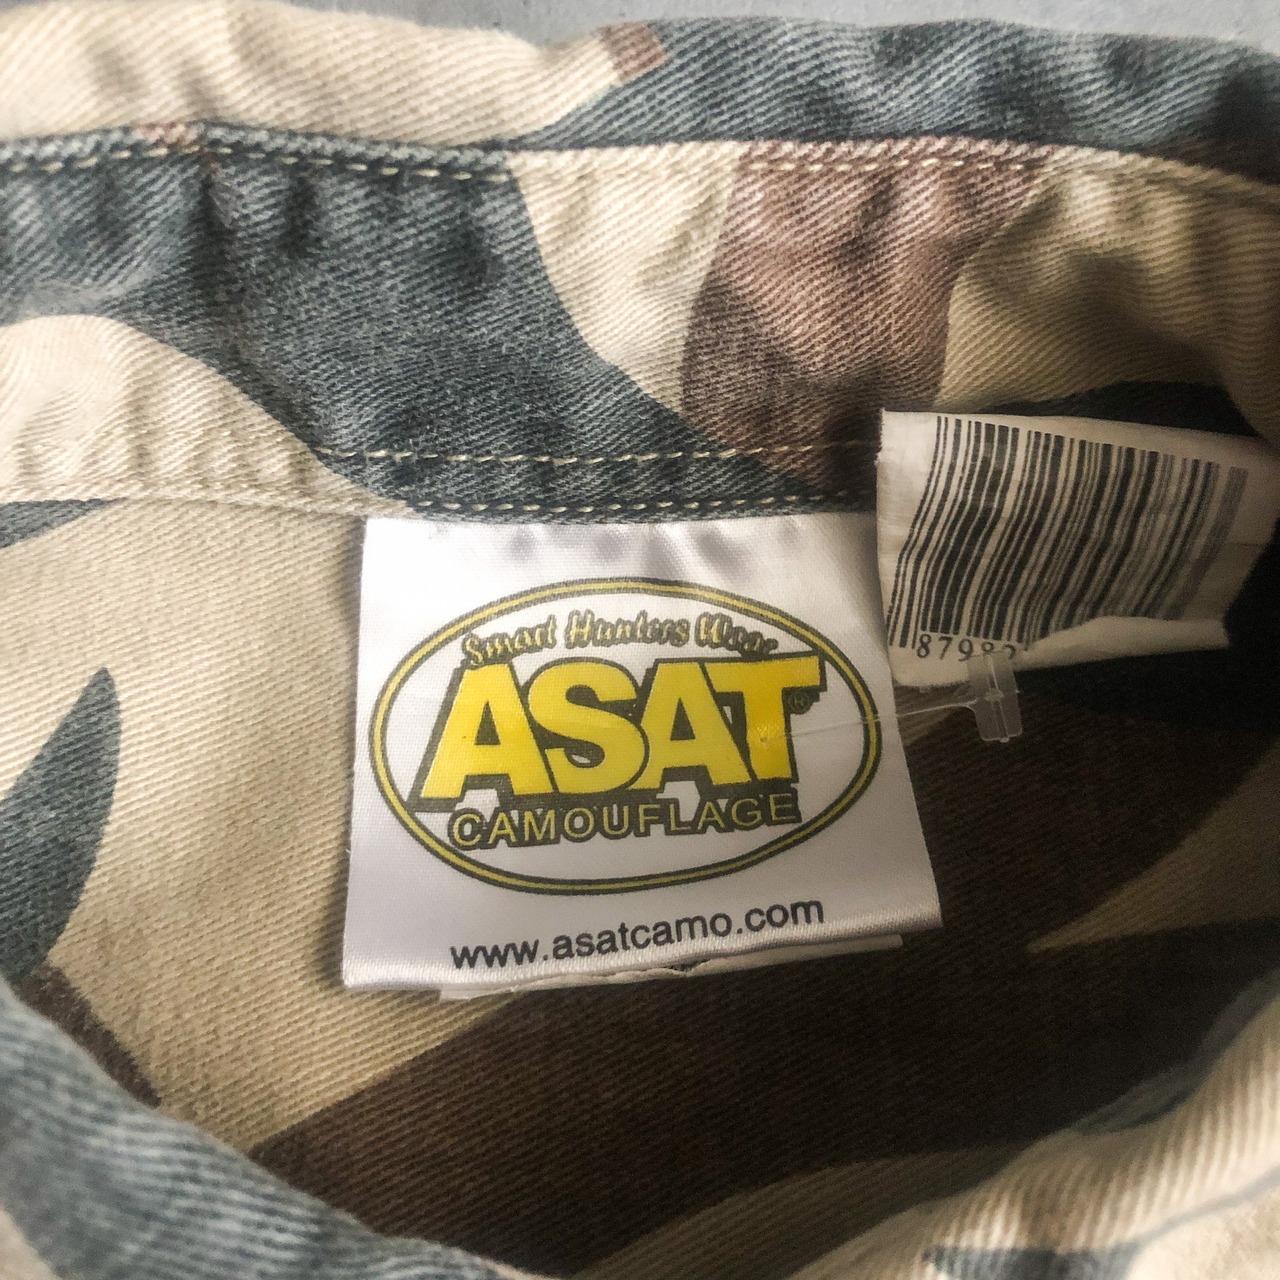 Smart Hunters Wear
ASAT®
CAMOUFLAGE
www.asatcamo.com
87982